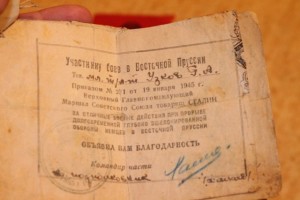 Участнику боев в Восточной Пруссии
Тов.
Приказом № 221 от 19 января 1945 г.
Верховный Главнокомандующий
Маршал Советского Союза товарищ СТАЛИН
за отличные боевые действия при прорыве
долговременной глубоко эшелонированной
обороны немцев в Восточной Пруссии
ОБЪЯВИЛ ВАМ БЛАГОДАРНОСТЬ
Командир части